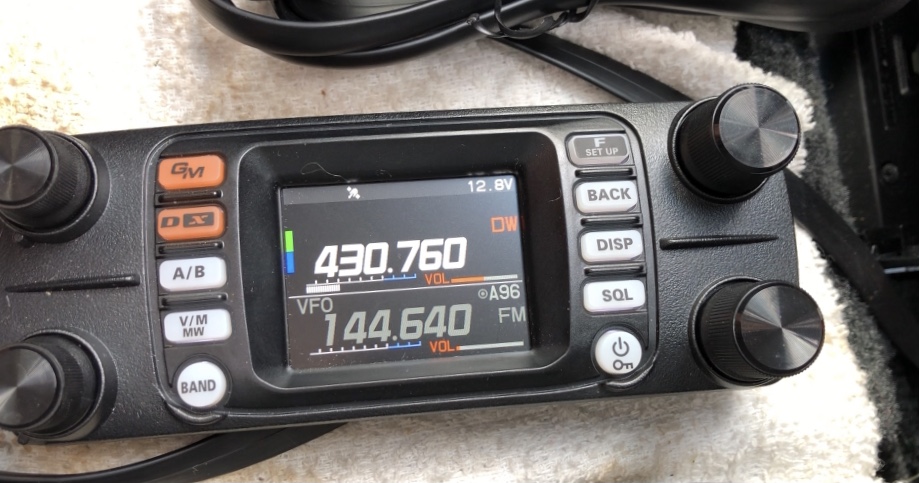 GM
DX
A/B
V/M
MW
BAND
12.8V
DW
430.760
VOL
VFO
A96
144.640
FM
VOL
F
SET UP
BACK
DISP
SQL